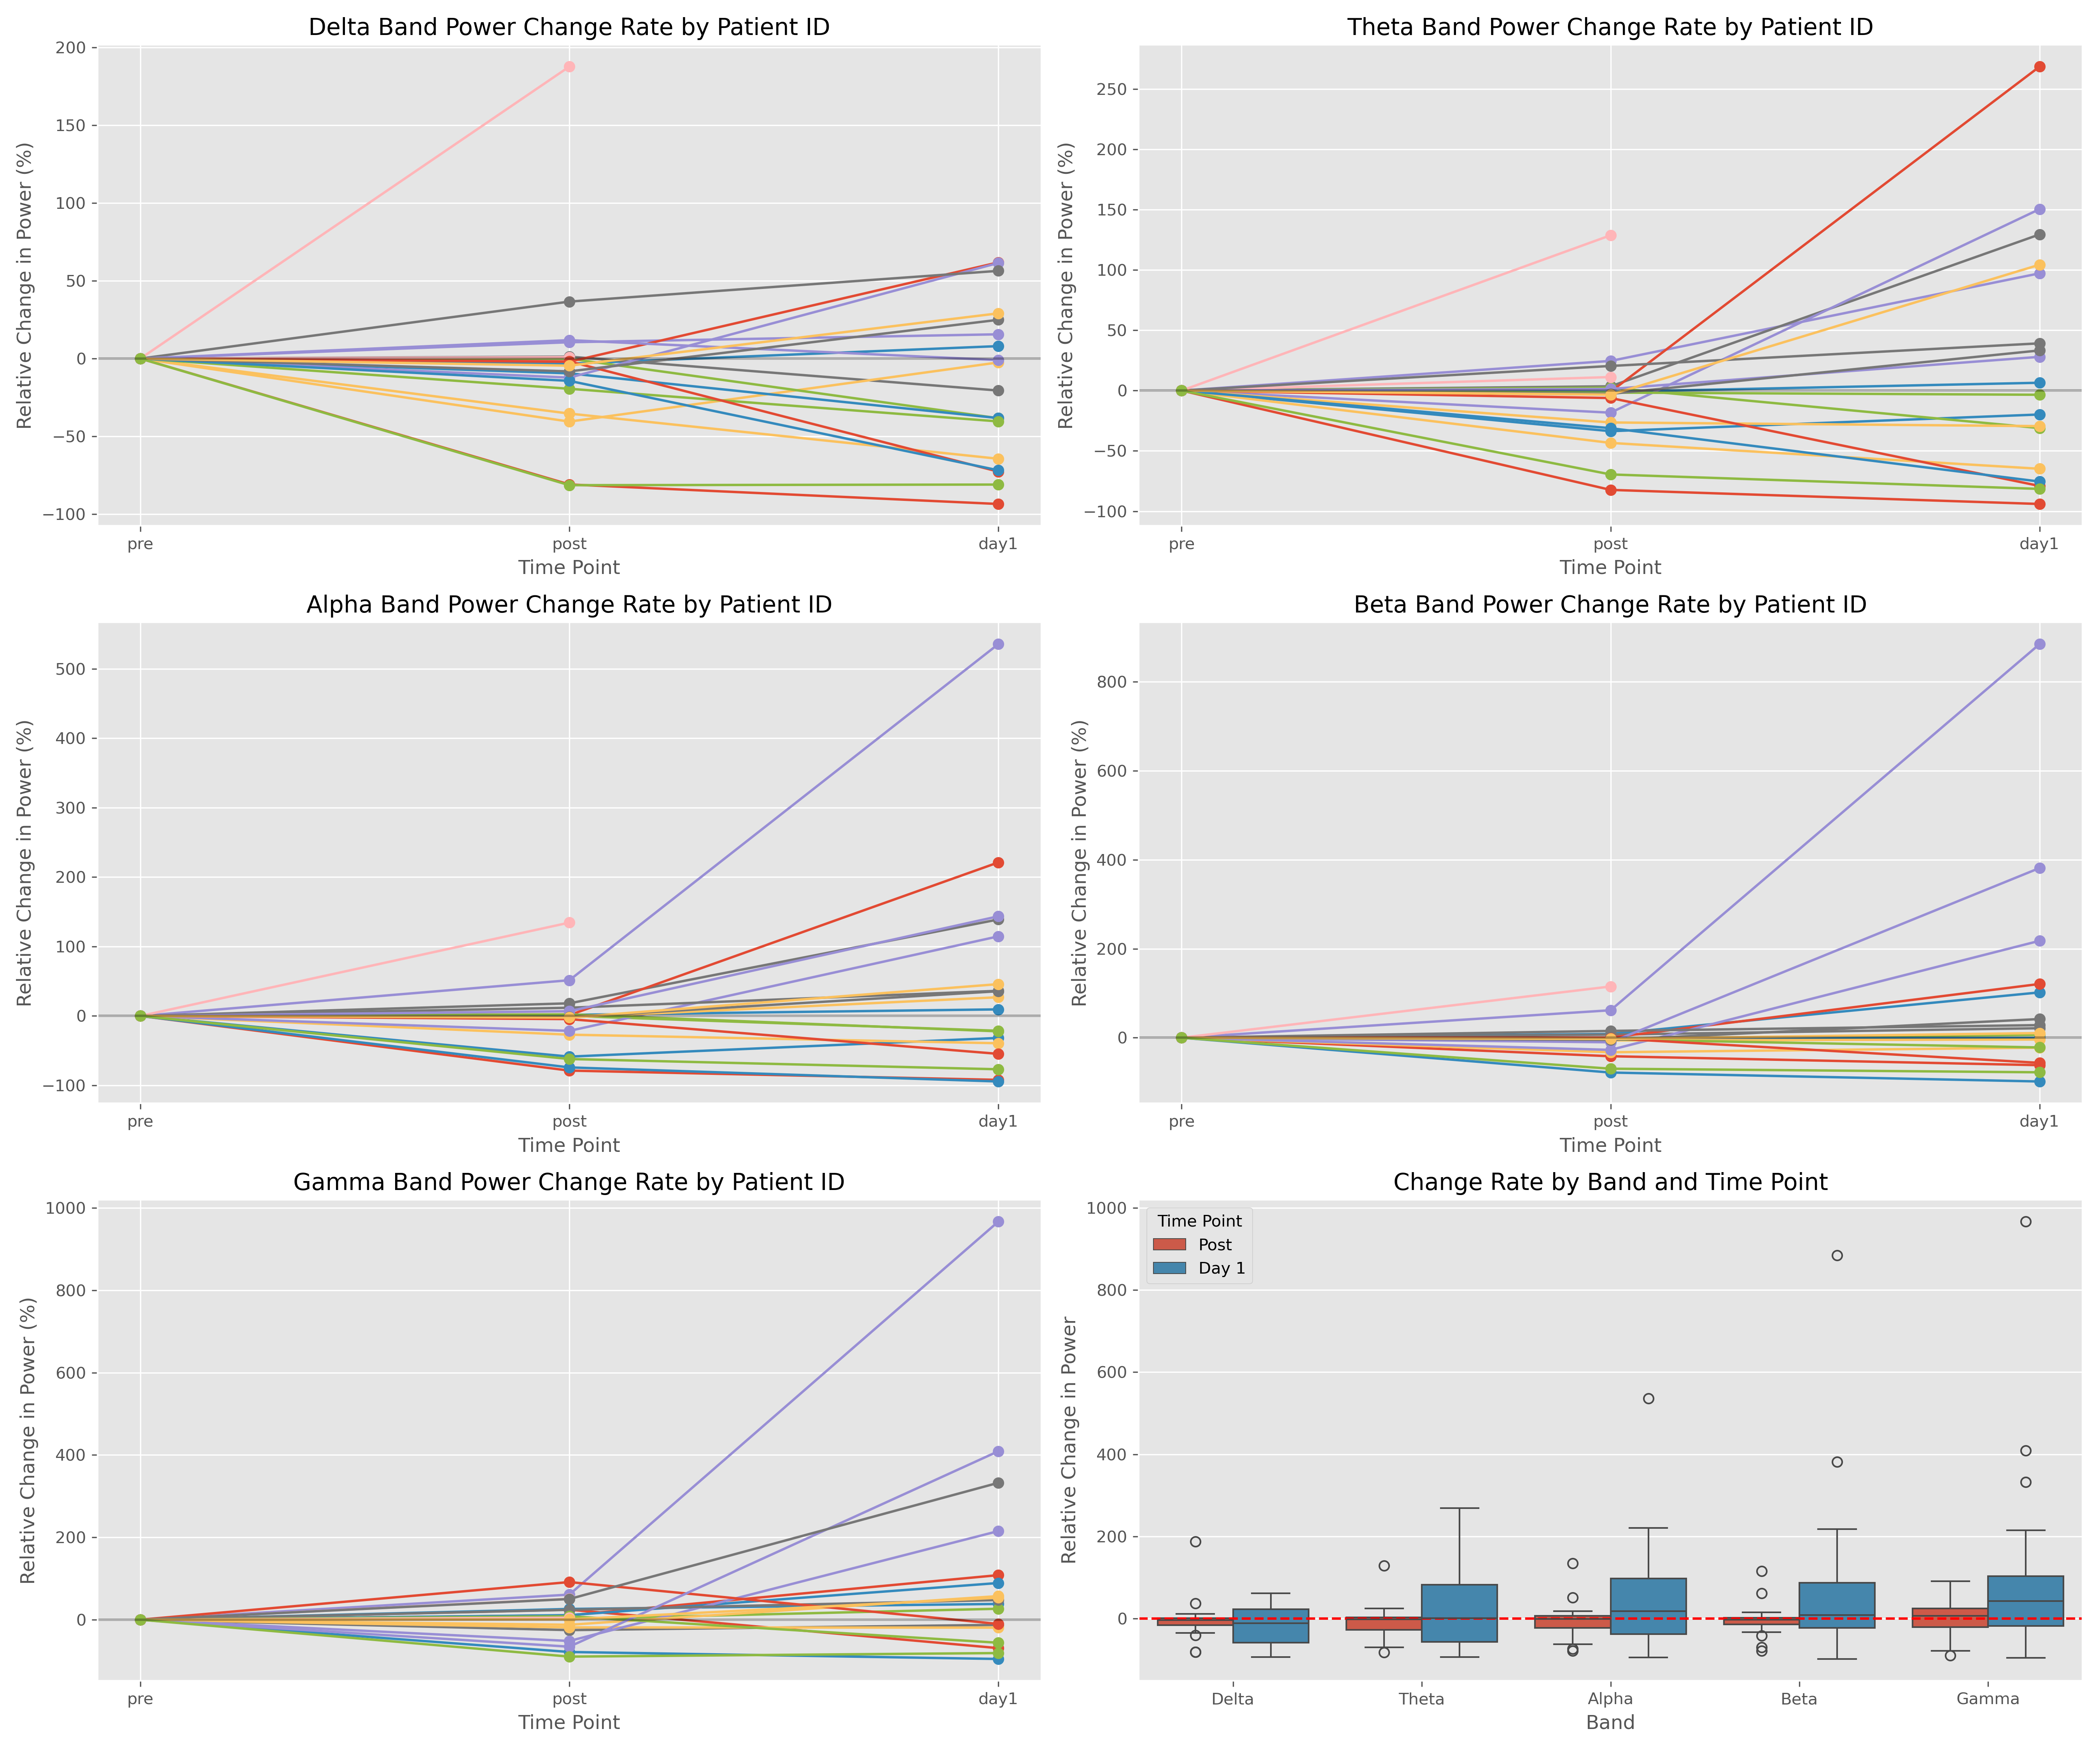 Delta Band Power Change Rate by Patient ID
Relative Change in Power (%)
200
150
100
50
0
−50
−100
pre
post
day1
Time Point
Theta Band Power Change Rate by Patient ID
Relative Change in Power (%)
250
200
150
100
50
0
−50
−100
pre
post
day1
Time Point
Alpha Band Power Change Rate by Patient ID
Relative Change in Power (%)
500
400
300
200
100
0
−100
pre
post
day1
Time Point
Beta Band Power Change Rate by Patient ID
Relative Change in Power (%)
800
600
400
200
0
pre
post
day1
Time Point
Gamma Band Power Change Rate by Patient ID
Relative Change in Power (%)
1000
800
600
400
200
0
pre
post
day1
Time Point
Change Rate by Band and Time Point
Relative Change in Power
1000
800
600
400
200
0
Time Point
Post
Day 1
Delta
Theta
Alpha
Beta
Gamma
Band